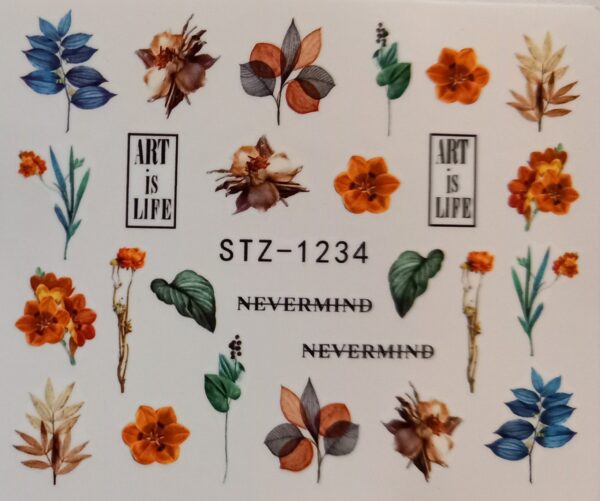 ART
is
LIFE
ART
is
LIFE
STZ-1234
NEVERMIND
NEVERMIND